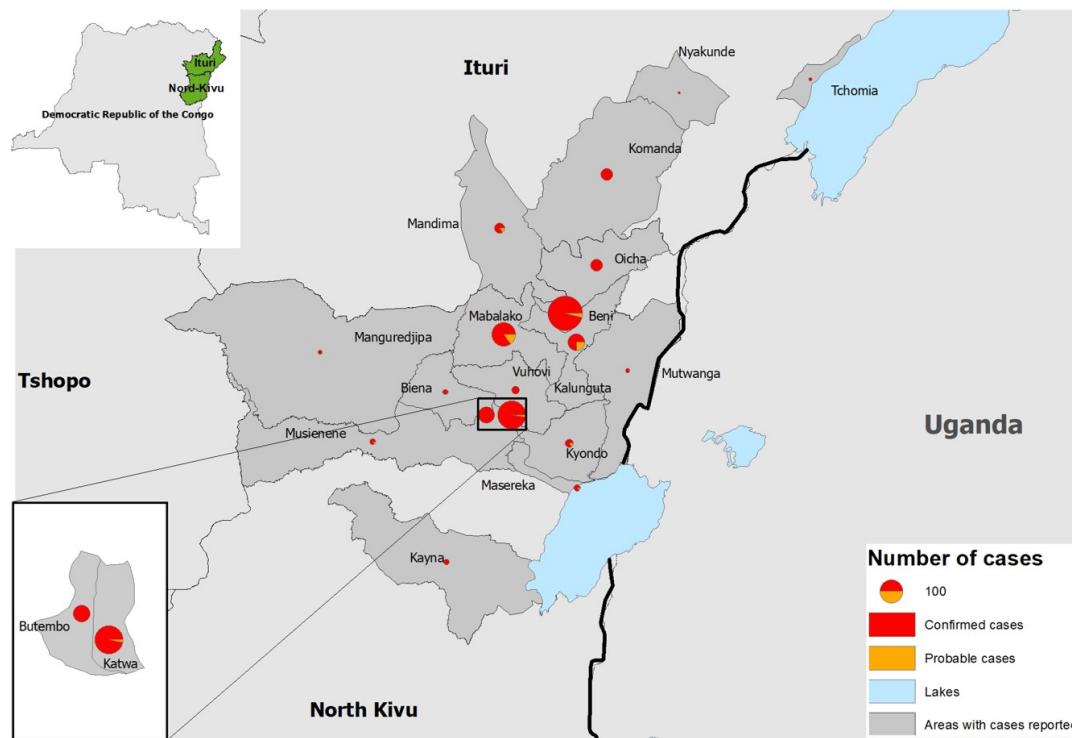 Ituri
Nord-Kivu
Democratic Republic of the Congo
Ituri
Nyakunde
Tchomia
Komanda
Mandima
Oicha
Mabalako
Beni
Manguredjipa
Vuhovi
Biena
Kalunguta
Mutwanga
Tshopo
Musienene
Kyondo
Uganda
Masereka
Kayna
Butembo
Katwa
North Kivu
Number of cases
100
Confirmed cases
Probable cases
Lakes
Areas with cases reported